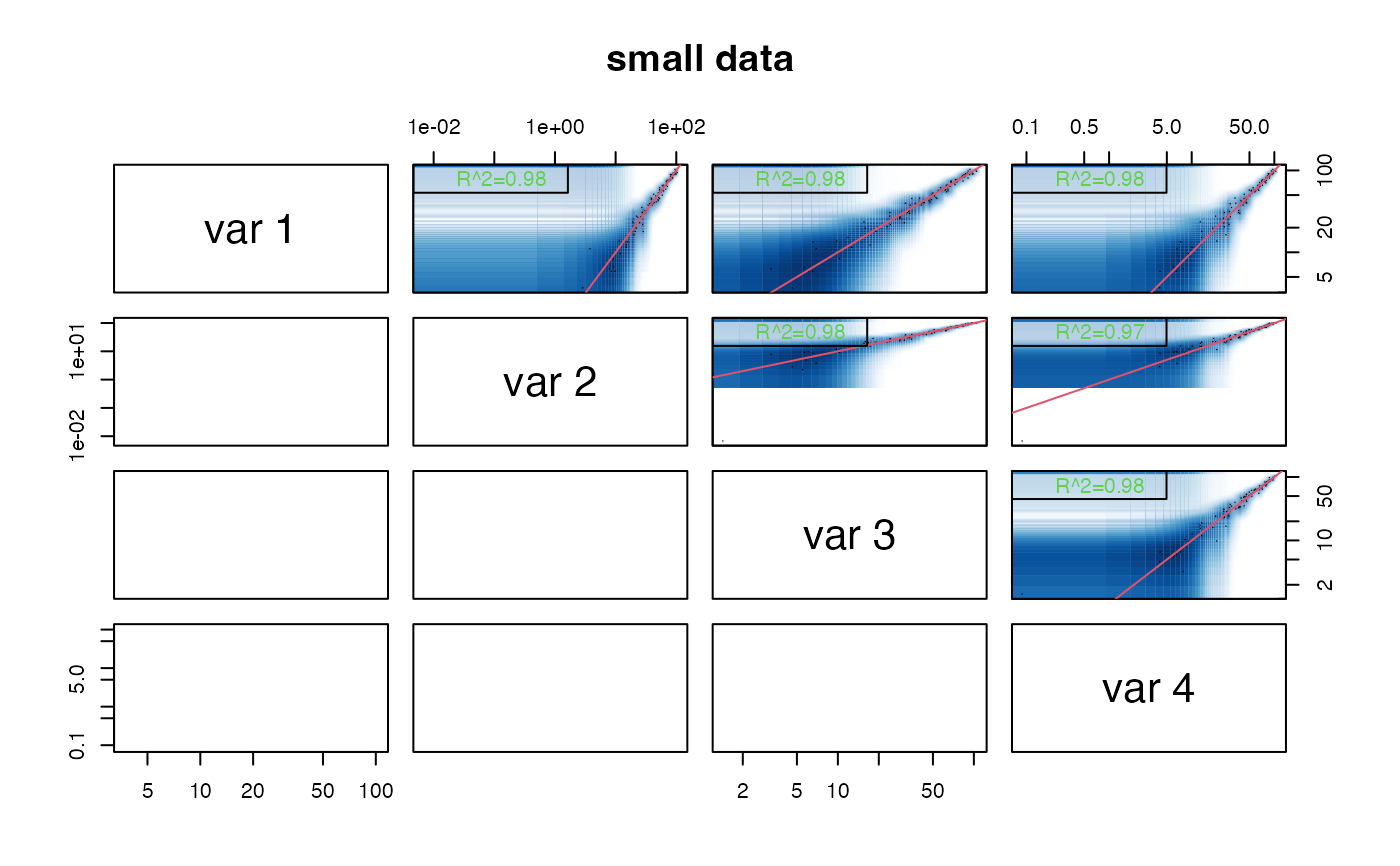 small data
1e-02 1e+00 1e+02 0.1 0.5 5.0 50.0
var 1 R^2=0.98 R^2=0.98 R^2=0.98 5 20 100
1e-02 1e+01 var 2 R^2=0.98 R^2=0.97
var 3 R^2=0.98 2 10 50
0.1 5.0 var 4
5 10 20 50 100 2 5 10 50